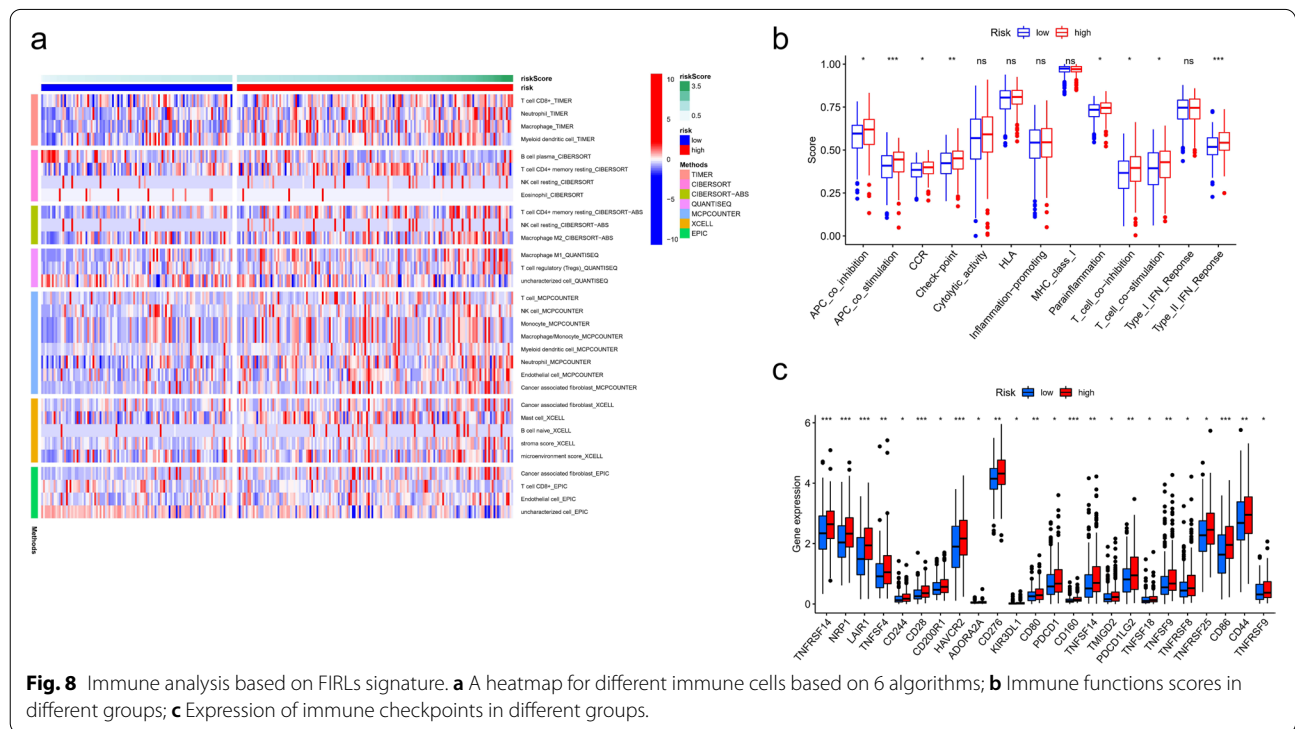 a
riskScore
risk
T cell CD8+_TIMER
Neutrophil_TIMER
Macrophage_TIMER
Myeloid dendritic cell_TIMER
B cell plasma_CIBERSORT
T cell CD4+ memory resting_CIBERSORT
NK cell resting_CIBERSORT
Eosinophil_CIBERSORT
T cell CD4+ memory resting_CIBERSORT−ABS
NK cell resting_CIBERSORT−ABS
Macrophage M2_CIBERSORT−ABS
Macrophage M1_QUANTISEQ
T cell regulatory (Tregs)_QUANTISEQ
uncharacterized cell_QUANTISEQ
T cell_MCPCOUNTER
NK cell_MCPCOUNTER
Monocyte_MCPCOUNTER
Macrophage/Monocyte_MCPCOUNTER
Myeloid dendritic cell_MCPCOUNTER
Neutrophil_MCPCOUNTER
Endothelial cell_MCPCOUNTER
Cancer associated fibroblast_MCPCOUNTER
Cancer associated fibroblast_XCELL
Mast cell_XCELL
B cell naive_XCELL
stroma score_XCELL
microenvironment score_XCELL
Cancer associated fibroblast_EPIC
T cell CD8+_EPIC
Endothelial cell_EPIC
uncharacterized cell_EPIC
Methods
10
5
0
−5
−10
riskScore
3.5
0.5
risk
low
high
Methods
TIMER
CIBERSORT
CIBERSORT−ABS
QUANTISEQ
MCPCOUNTER
XCELL
EPIC
b
Risk low high
* *** * ** ns ns ns ns * * * ns ***
1.00
0.75
0.50
0.25
0.00
Score
APC_co_inhibition
APC_co_stimulation
CCR
Check−point
Cytolytic_activity
HLA
Inflammation−promoting
MHC_class_I
Parainflammation
T_cell_co−inhibition
T_cell_co−stimulation
Type_I_IFN_Reponse
Type_II_IFN_Reponse
c
Risk low high
*** *** *** ** * *** * *** * ** * ** * *** ** * ** * ** * * *** ** *
6
4
2
0
Gene expression
TNFRSF14
NRP1
LAIR1
TNFSF4
CD244
CD28
CD200R1
HAVCR2
ADORA2A
CD276
KIR3DL1
CD80
PDCD1
CD160
TNFSF14
TMIGD2
PDCD1LG2
TNFSF18
TNFSF9
TNFRSF8
TNFRSF25
CD86
CD44
TNFRSF9
Fig. 8 Immune analysis based on FIRLs signature. a A heatmap for different immune cells based on 6 algorithms; b Immune functions scores in
different groups; c Expression of immune checkpoints in different groups.